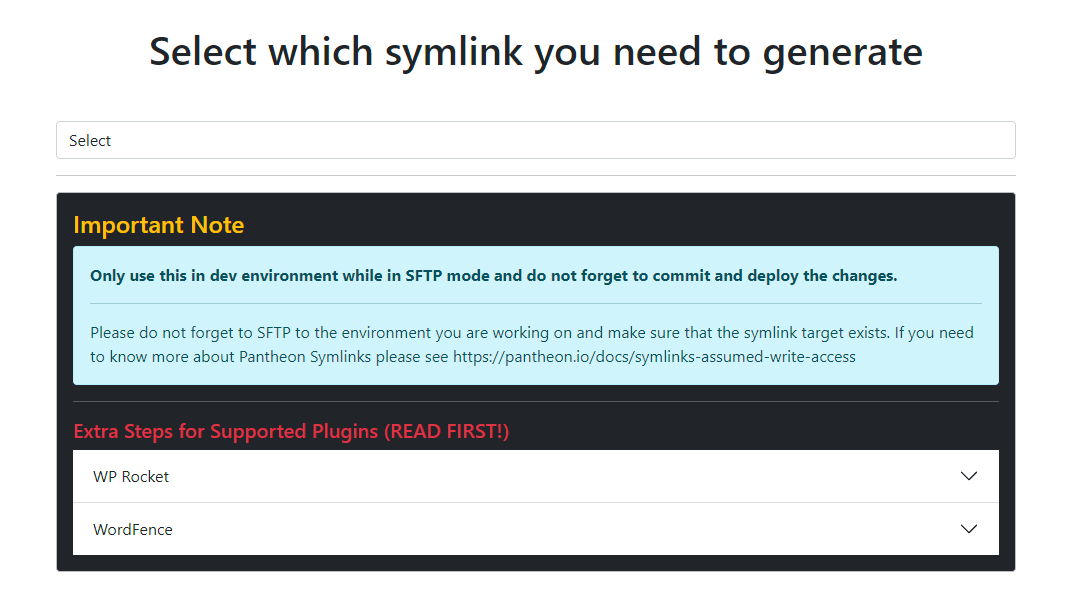 Select which symlink you need to generate
Select
Important Note
Only use this in dev environment while in SFTP mode and do not forget to commit and deploy the changes.
Please do not forget to SFTP to the environment you are working on and make sure that the symlink target exists. If you need
to know more about Pantheon Symlinks please see https://pantheon.io/docs/symlinks-assumed-write-access
Extra Steps for Supported Plugins (READ FIRST!)
WP Rocket
WordFence